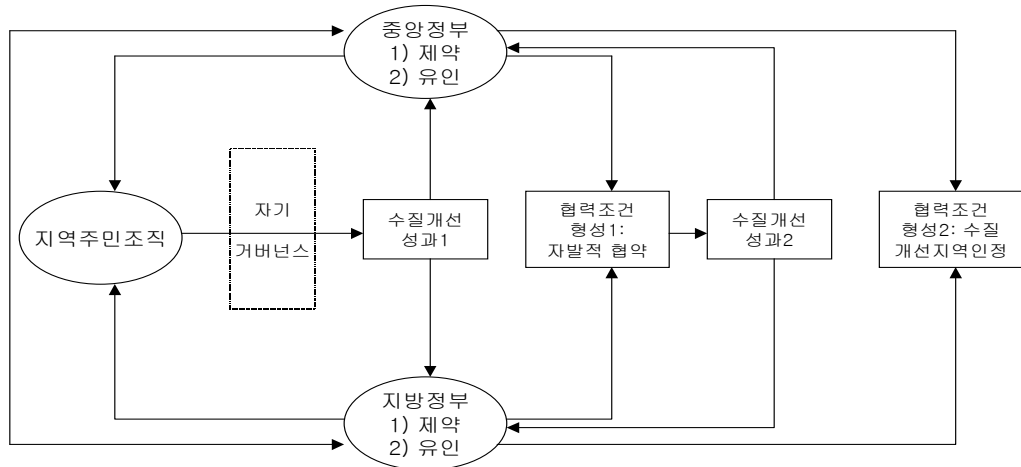 중앙정부
1) 제약
2) 유인
지역주민조직
자기
거버넌스
수질개선
성과1
협력조건
형성1:
자발적 협약
수질개선
성과2
협력조건
형성2: 수질
개선지역인정
지방정부
1) 제약
2) 유인